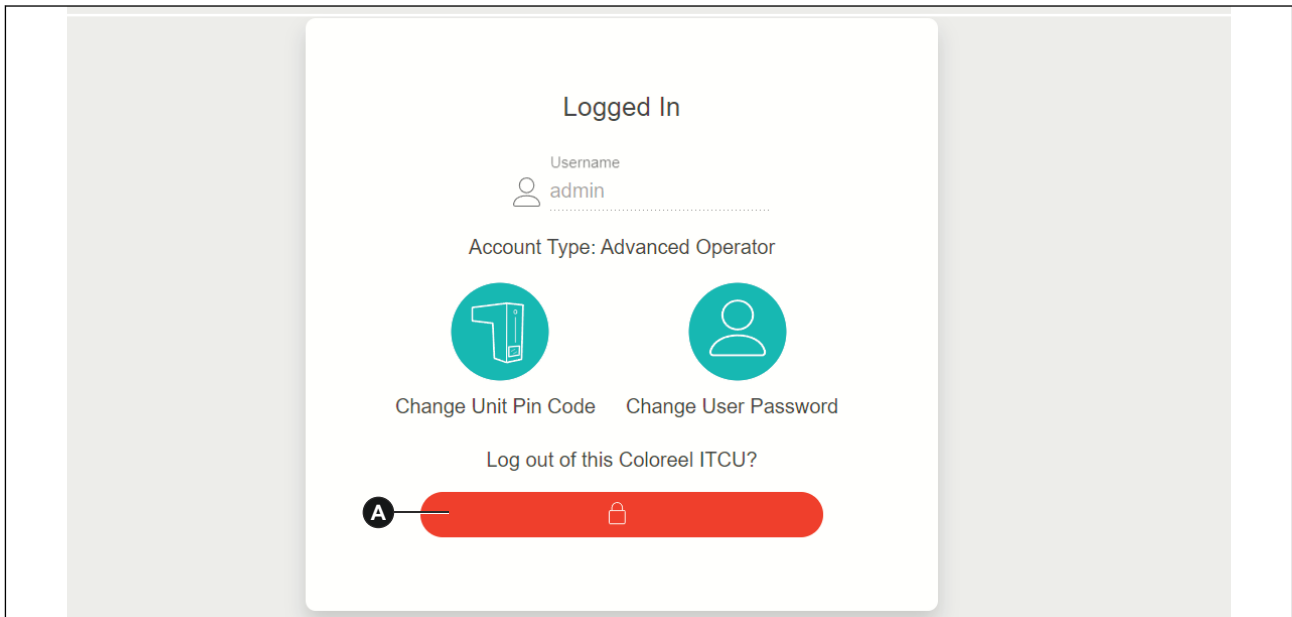 Logged In
Username
admin
Account Type: Advanced Operator
Change Unit Pin Code Change User Password
Log out of this Coloreel ITCU?
A